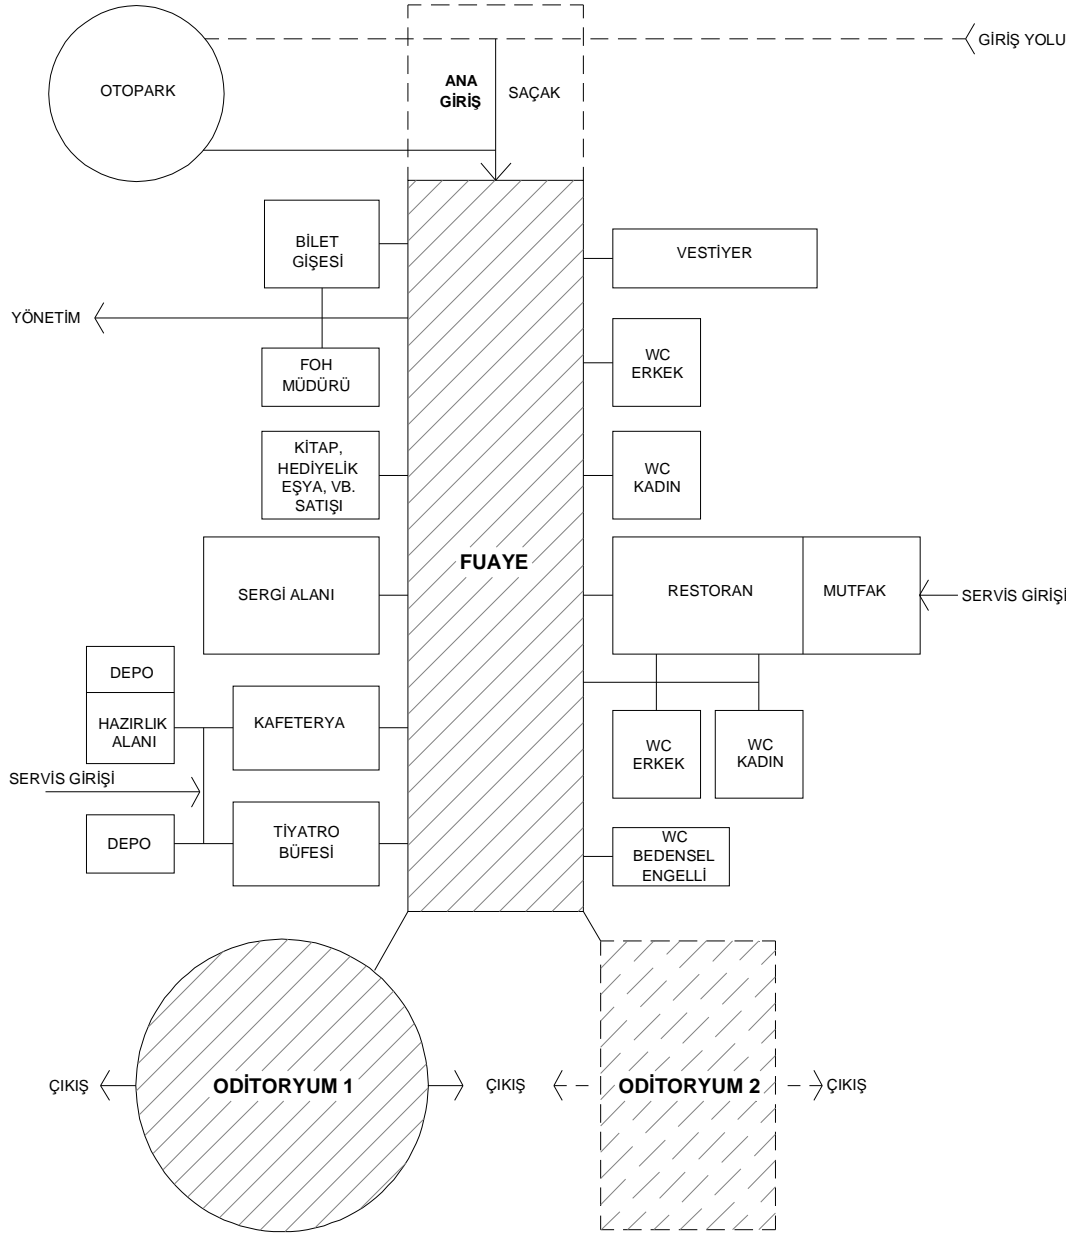 GİRİŞ YOLU
OTOPARK
ANA
GİRİŞ
SAÇAK
BİLET
GİŞESİ
VESTİYER
YÖNETİM
FOH
MÜDÜRÜ
WC
ERKEK
KİTAP,
HEDİYELİK
EŞYA, VB.
SATIŞI
WC
KADIN
FUAYE
SERGİ ALANI
RESTORAN
MUTFAK
SERVİS GİRİŞİ
DEPO
HAZIRLIK
ALANI
KAFETERYA
WC
ERKEK
WC
KADIN
SERVİS GİRİŞİ
DEPO
TİYATRO
BÜFESİ
WC
BEDENSEL
ENGELLİ
ÇIKIŞ
ODİTORYUM 1
ÇIKIŞ
ODİTORYUM 2
ÇIKIŞ